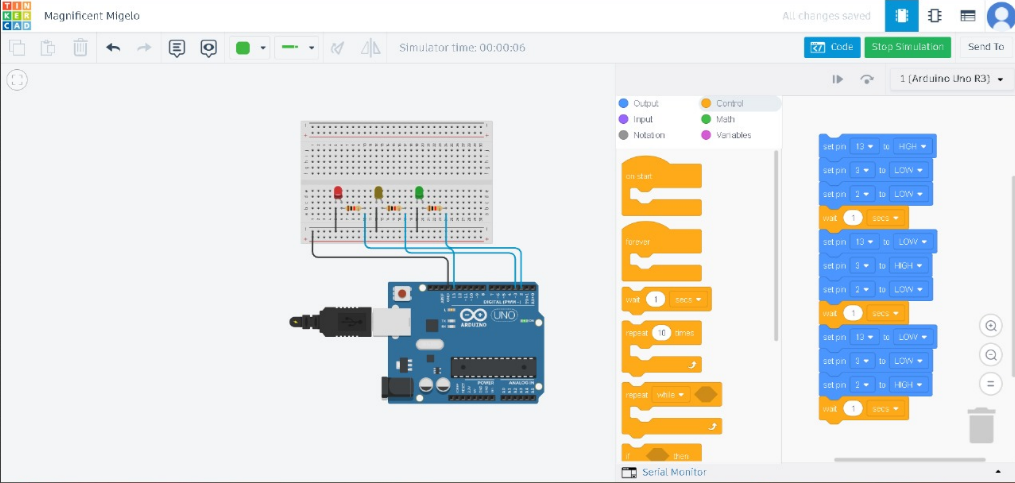 TIN
KER
CAD
Magnificent Migelo
All changes saved
Simulator time: 00:00:06
Code
Stop Simulation
Send To
1 (Arduino Uno R3)
Output
Control
Input
Math
Notation
Variables
on start
forever
wait 1 secs
repeat 10 times
repeat while
if then
set pin 13 to HIGH
set pin 3 to LOW
set pin 2 to LOW
wait 1 secs
set pin 13 to LOW
set pin 3 to HIGH
set pin 2 to LOW
wait 1 secs
set pin 13 to LOW
set pin 3 to LOW
set pin 2 to HIGH
wait 1 secs
DIGITAL (PWM ~)
UNO
ARDUINO
POWER
ANALOG IN
Serial Monitor